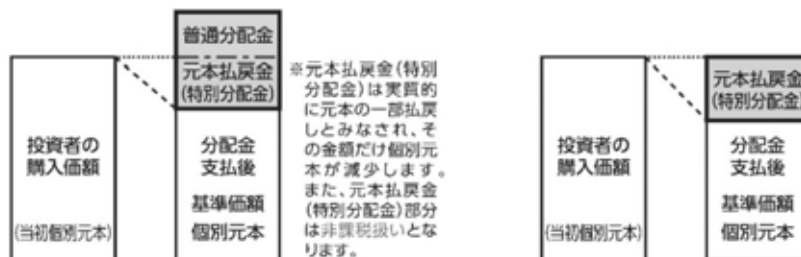 普通分配金
元本払戻金
(特別分配金)
投資者の
購入価額
(当初個別元本)
分配金
支払後
基準価額
個別元本
※元本払戻金(特別
分配金)は実質的
に元本の一部払戻
しとみなされ、そ
の金額だけ個別元
本が減少します。
また、元本払戻金
(特別分配金)部分
は非課税扱いとな
ります。
投資者の
購入価額
(当初個別元本)
元本払戻金
(特別分配金)
分配金
支払後
基準価額
個別元本